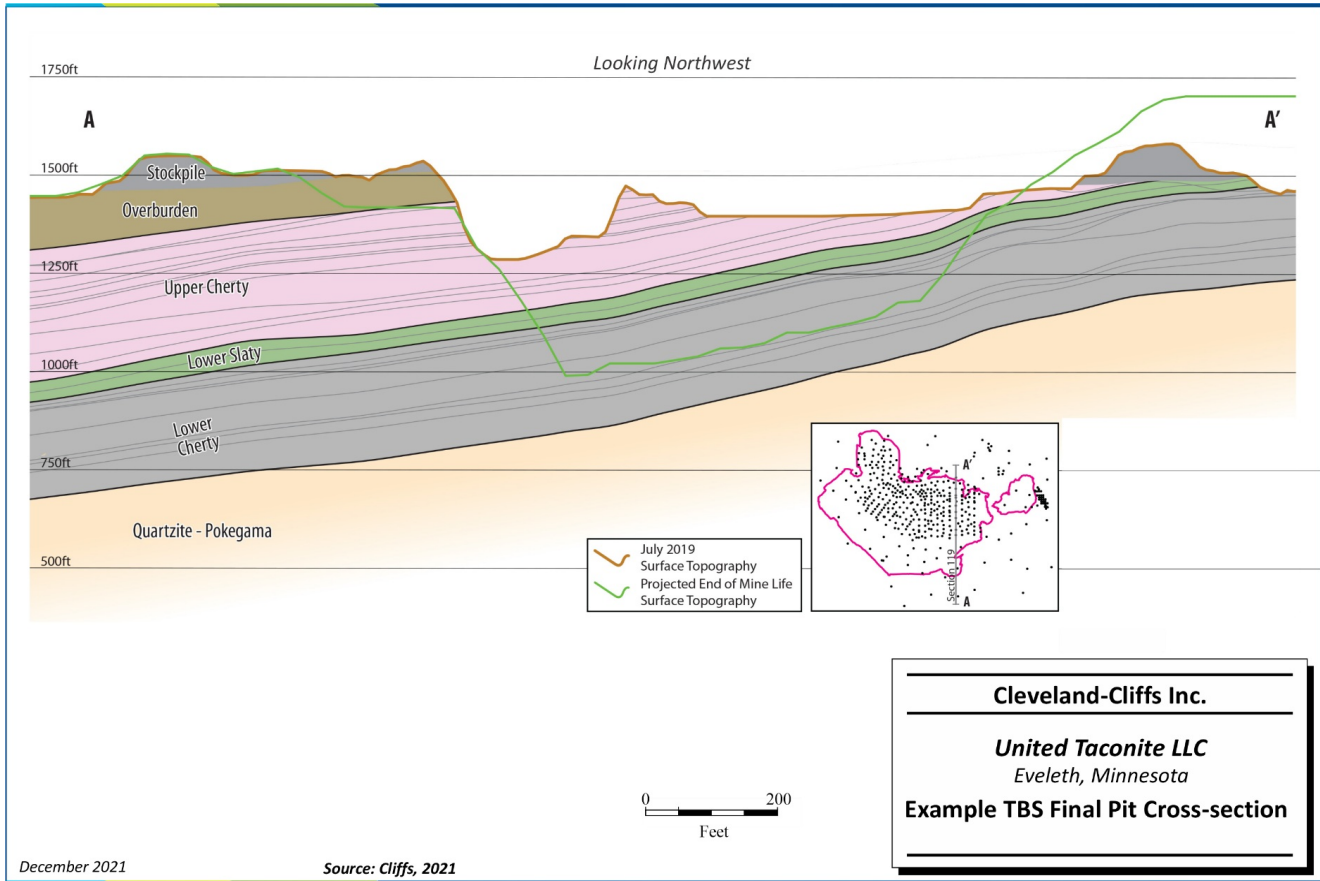 Looking Northwest
1750ft
A
A'
1500ft
Stockpile
Overburden
1250ft
Upper Cherty
1000ft
Lower Slaty
Lower
Cherty
750ft
Quartzite - Pokegama
500ft
July 2019
Surface Topography
Projected End of Mine Life
Surface Topography
A'
Section 119
A
Cleveland-Cliffs Inc.
United Taconite LLC
Eveleth, Minnesota
Example TBS Final Pit Cross-section
0 200
Feet
December 2021
Source: Cliffs, 2021